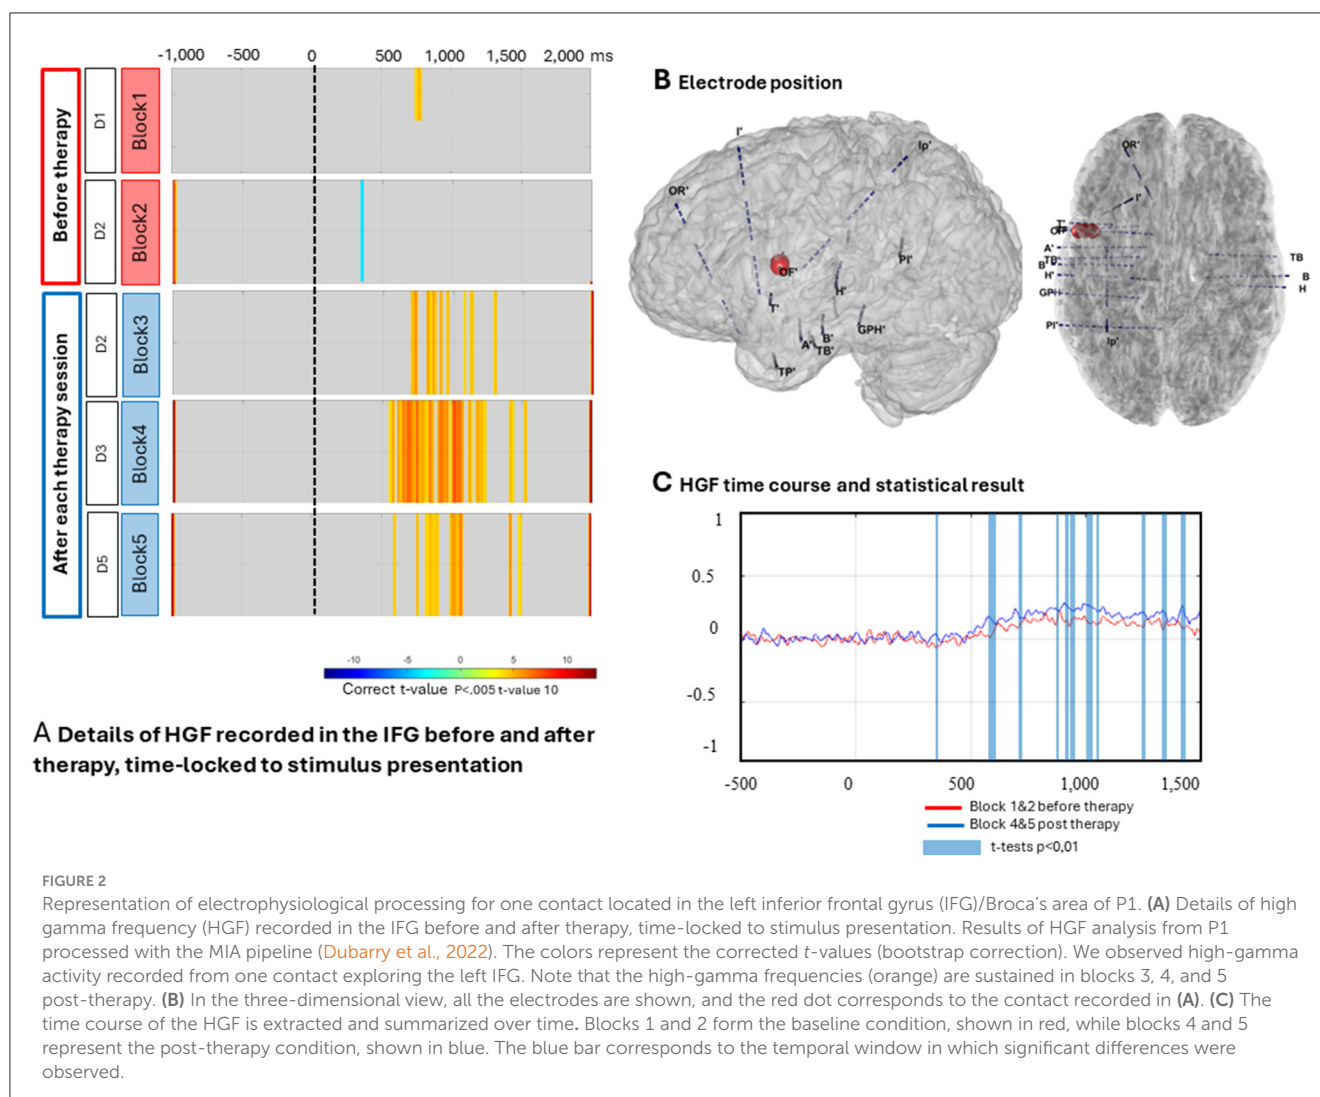 -1,000 -500 0 500 1,000 1,500 2,000 ms
Before therapy
D1
Block1
D2
Block2
After each therapy session
D2
Block3
D3
Block4
D5
Block5
-10 -5 0 5 10
Correct t-value P<.005 t-value 10
A Details of HGF recorded in the IFG before and after
therapy, time-locked to stimulus presentation
B Electrode position
I'
Ip'
OR'
OF'
PI'
H'
T'
GPH'
A'
B'
TB'
TP'
OR'
I'
T'
A'
TB'
B'
H'
GPH
PI'
Ip'
TB
B
H
C HGF time course and statistical result
1
0.5
0
-0.5
-1
-500 0 500 1,000 1,500
Block 1&2 before therapy
Block 4&5 post therapy
t-tests p<0,01
FIGURE 2
Representation of electrophysiological processing for one contact located in the left inferior frontal gyrus (IFG)/Broca's area of P1. (A) Details of high
gamma frequency (HGF) recorded in the IFG before and after therapy, time-locked to stimulus presentation. Results of HGF analysis from P1
processed with the MIA pipeline (Dubarry et al., 2022). The colors represent the corrected t-values (bootstrap correction). We observed high-gamma
activity recorded from one contact exploring the left IFG. Note that the high-gamma frequencies (orange) are sustained in blocks 3, 4, and 5
post-therapy. (B) In the three-dimensional view, all the electrodes are shown, and the red dot corresponds to the contact recorded in (A). (C) The
time course of the HGF is extracted and summarized over time. Blocks 1 and 2 form the baseline condition, shown in red, while blocks 4 and 5
represent the post-therapy condition, shown in blue. The blue bar corresponds to the temporal window in which significant differences were
observed.